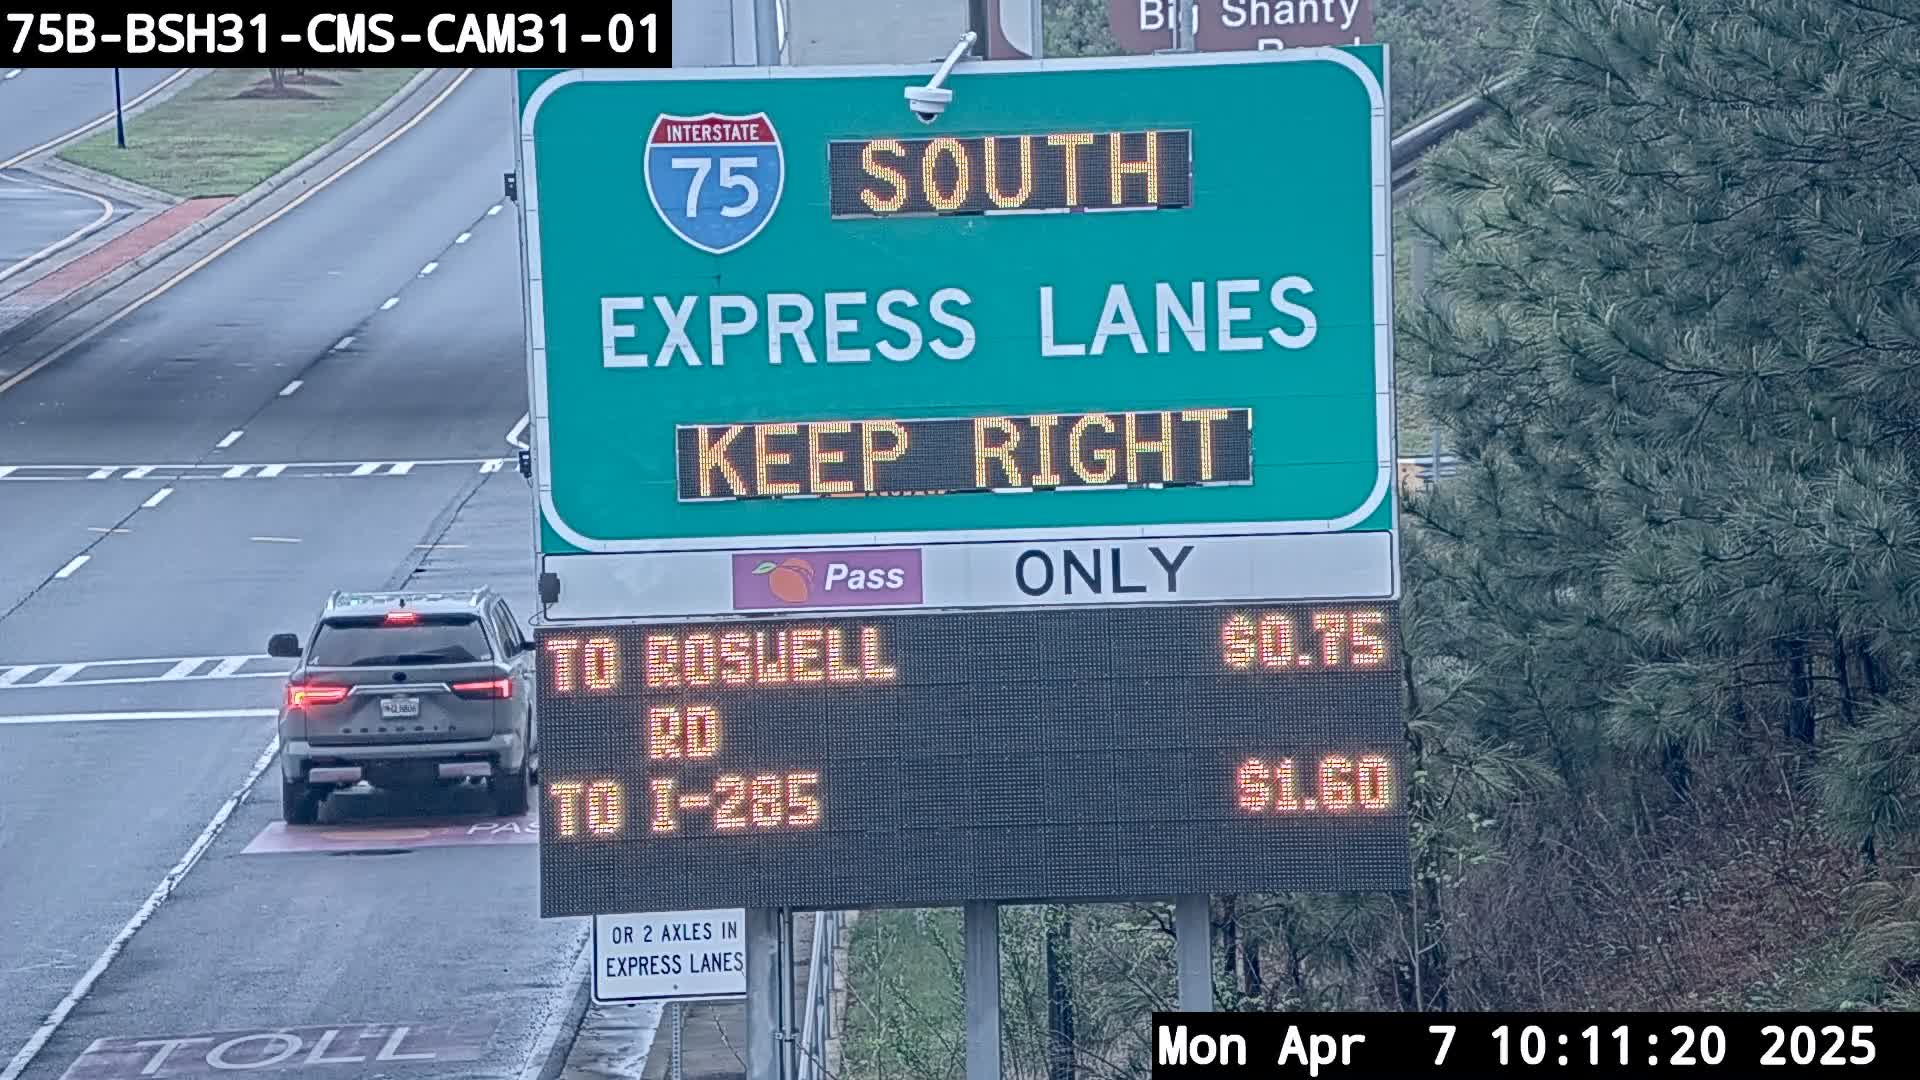 75B-BSH31-CMS-CAM31-01
Big Shanty
INTERSTATE
75
SOUTH
EXPRESS LANES
KEEP RIGHT
Pass ONLY
TO ROSWELL $0.75
RD
TO I-285 $1.60
OR 2 AXLES IN
EXPRESS LANES
TOLL
Mon Apr 7 10:11:20 2025